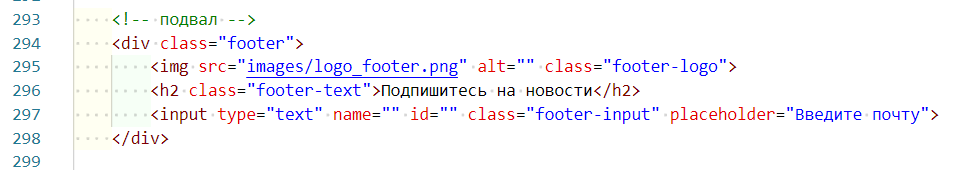 293 <!-- подвал -->
294 <div class="footer">
295 <img src="images/logo_footer.png" alt="" class="footer-logo">
296 <h2 class="footer-text">Подпишитесь на новости</h2>
297 <input type="text" name="" id="" class="footer-input" placeholder="Введите почту">
298 </div>
299